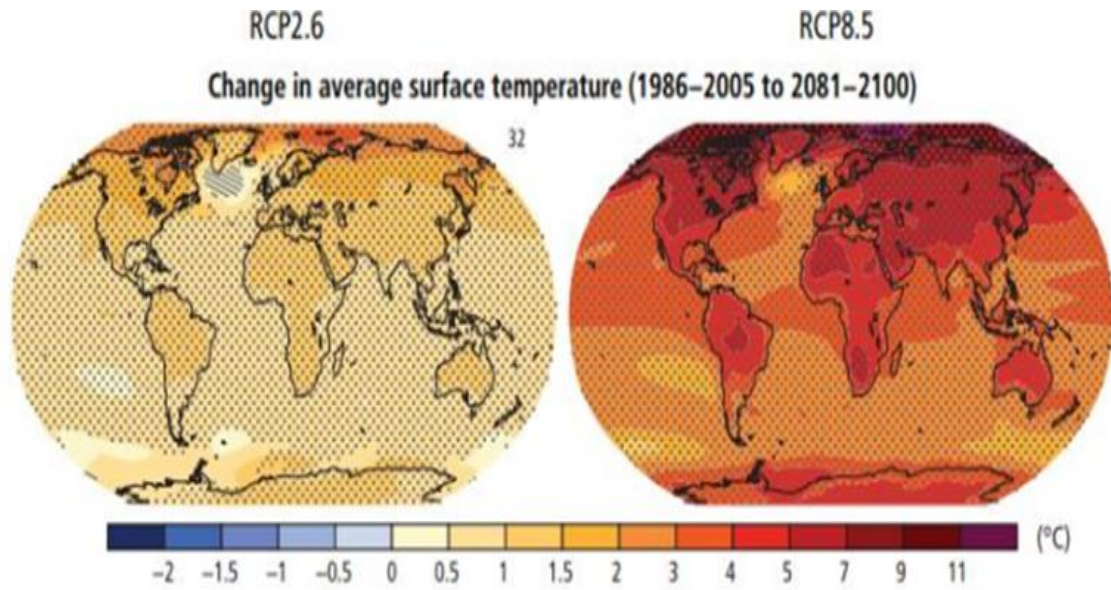 RCP2.6 RCP8.5
Change in average surface temperature (1986–2005 to 2081–2100)
32
(°C)
−2 −1.5 −1 −0.5 0 0.5 1 1.5 2 3 4 5 7 9 11